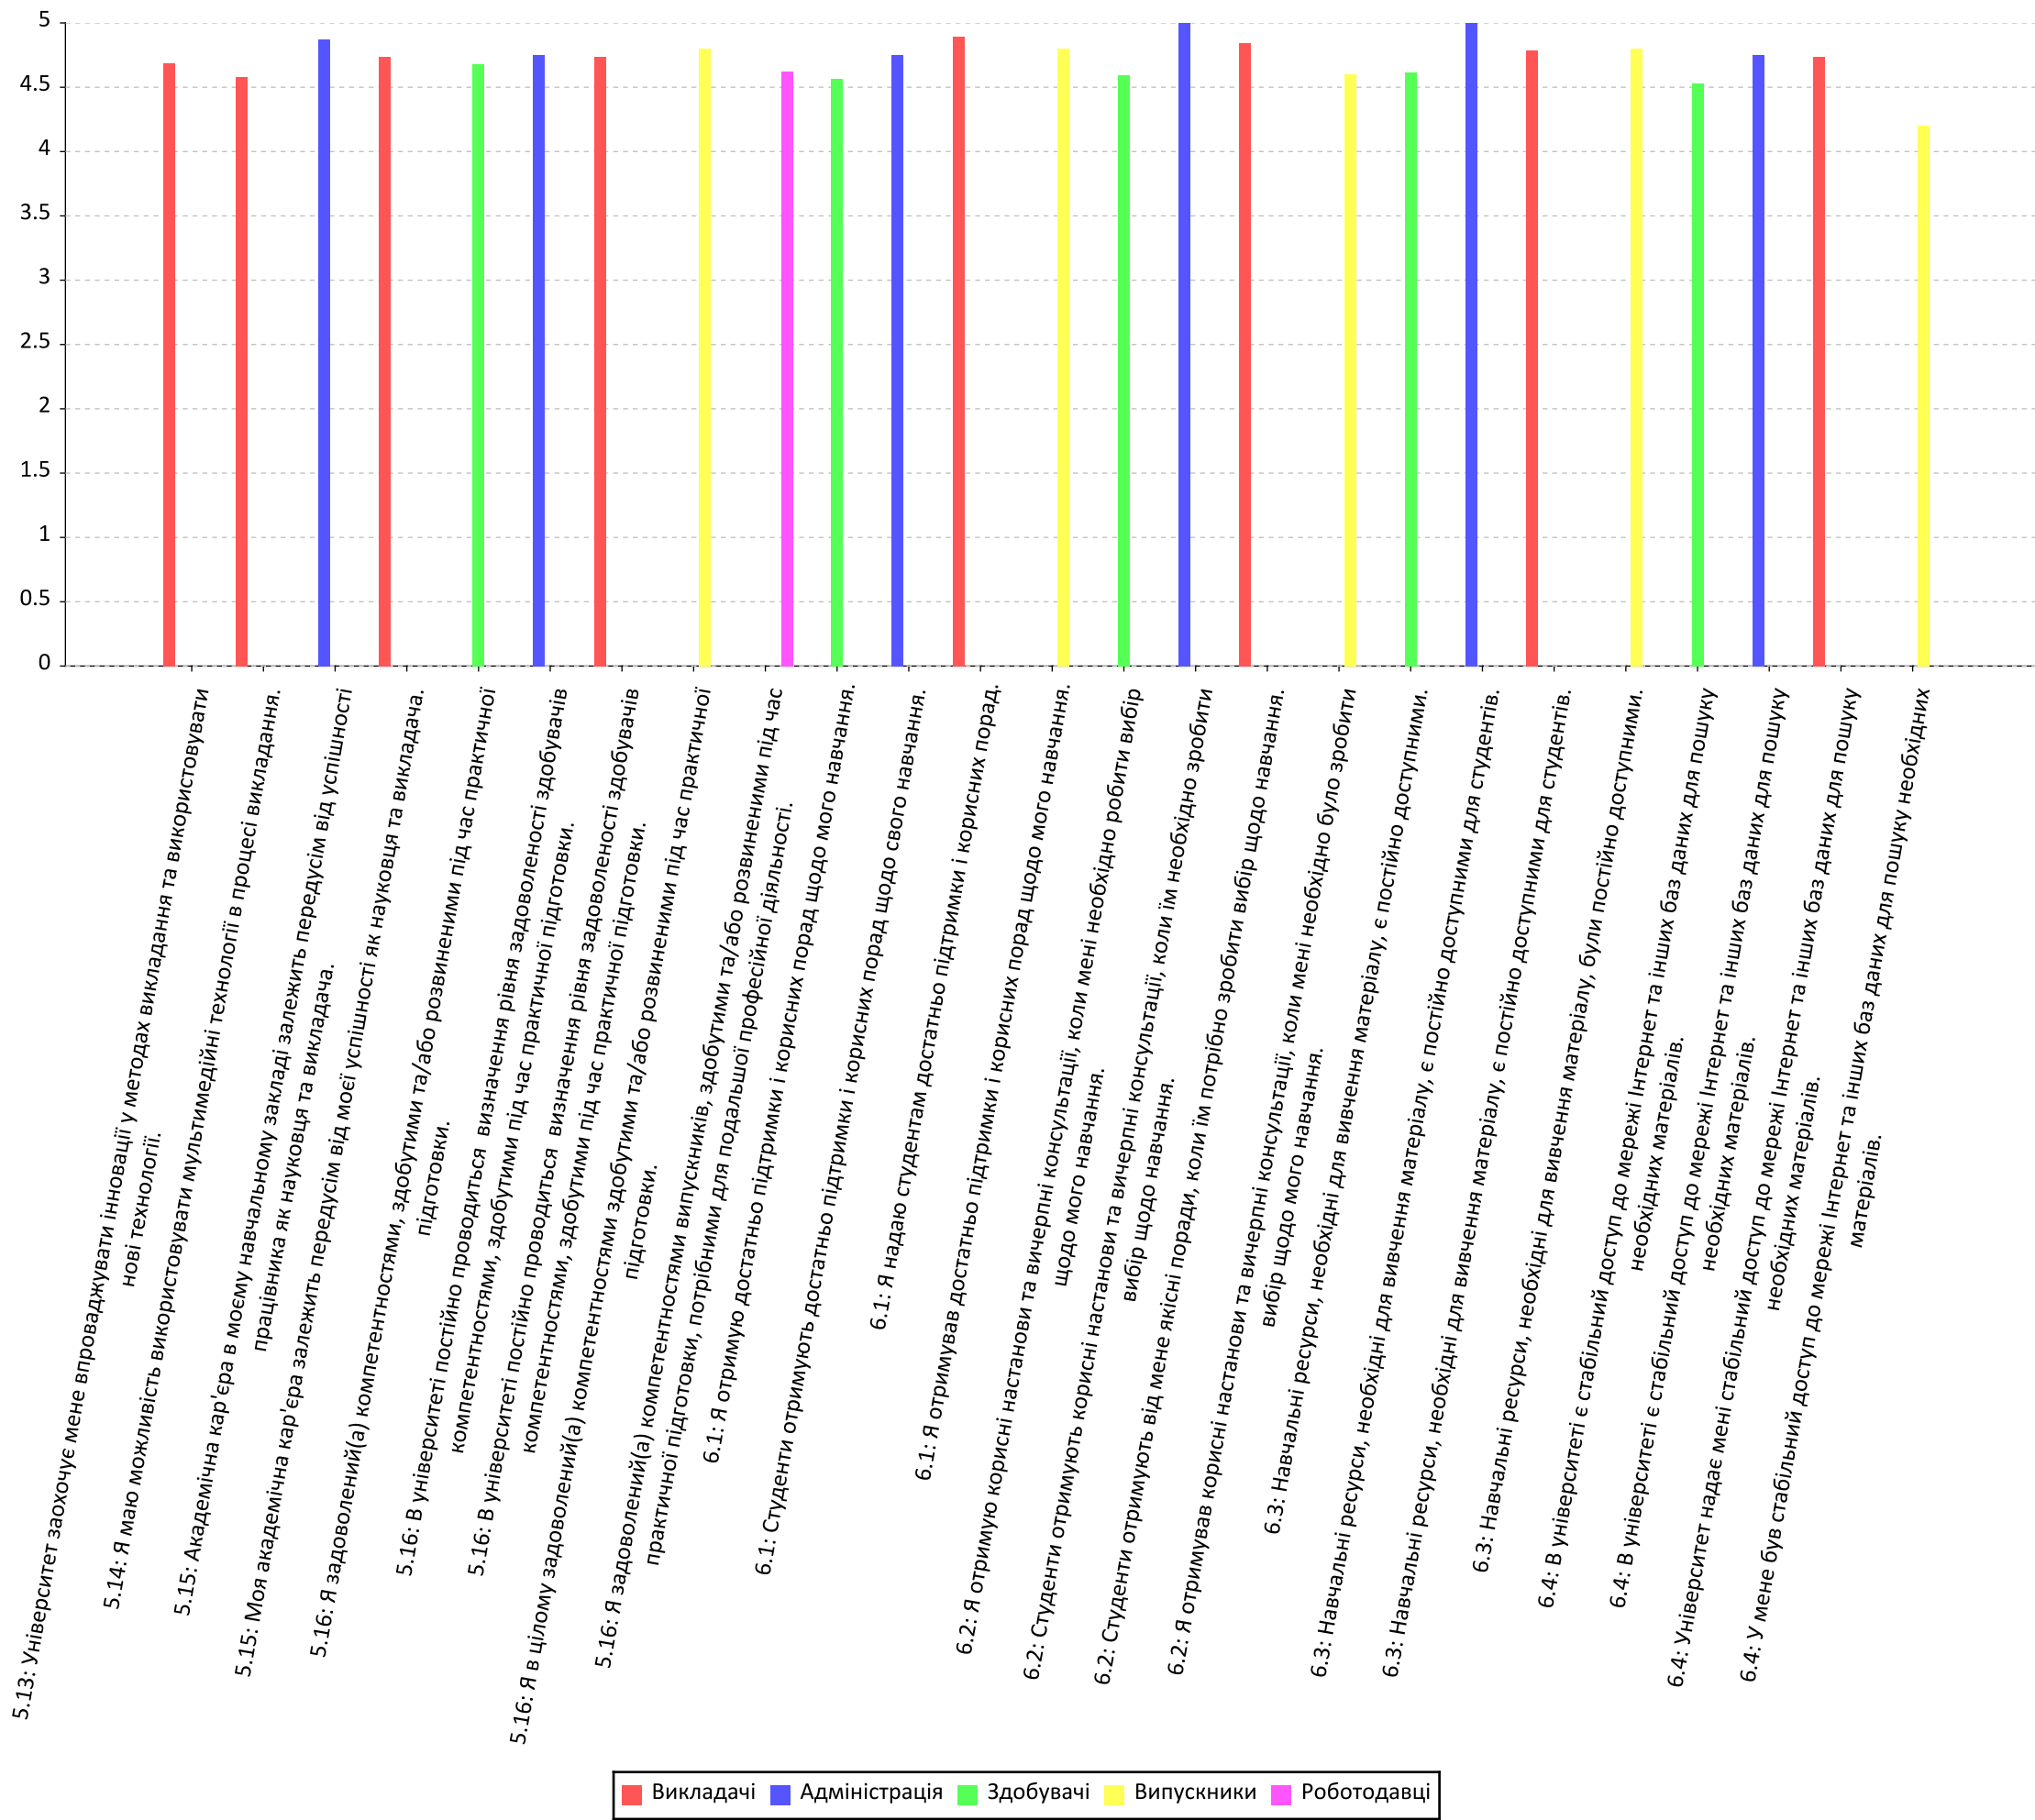 5
4.5
4
3.5
3
2.5
2
1.5
1
0.5
0
5.13: Університет заохочує мене впроваджувати інновації у методах викладання та використовувати
нові технології.
5.14: Я маю можливість використовувати мультимедійні технології в процесі викладання.
5.15: Академічна кар'єра в моєму навчальному закладі залежить передусім від успішності
працівника як науковця та викладача.
5.15: Моя академічна кар'єра залежить передусім від моєї успішності як науковця та викладача.
5.16: Я задоволений(а) компетентностями, здобутими та/або розвиненими під час практичної
підготовки.
5.16: В університеті постійно проводиться визначення рівня задоволеності здобувачів
компетентностями, здобутими під час практичної підготовки.
5.16: В університеті постійно проводиться визначення рівня задоволеності здобувачів
компетентностями, здобутими під час практичної підготовки.
5.16: Я в цілому задоволений(а) компетентностями здобутими та/або розвиненими під час практичної
підготовки.
5.16: Я задоволений(а) компетентностями випускників, здобутими та/або розвиненими під час
практичної підготовки, потрібними для подальшої професійної діяльності.
6.1: Я отримую достатньо підтримки і корисних порад щодо мого навчання.
6.1: Студенти отримують достатньо підтримки і корисних порад щодо свого навчання.
6.1: Я надаю студентам достатньо підтримки і корисних порад.
6.1: Я отримував достатньо підтримки і корисних порад щодо мого навчання.
6.2: Я отримую корисні настанови та вичерпні консультації, коли мені необхідно робити вибір
щодо мого навчання.
6.2: Студенти отримують корисні настанови та вичерпні консультації, коли їм необхідно зробити
вибір щодо навчання.
6.2: Студенти отримують від мене якісні поради, коли їм потрібно зробити вибір щодо навчання.
6.2: Я отримував корисні настанови та вичерпні консультації, коли мені необхідно було зробити
вибір щодо мого навчання.
6.3: Навчальні ресурси, необхідні для вивчення матеріалу, є постійно доступними.
6.3: Навчальні ресурси, необхідні для вивчення матеріалу, є постійно доступними для студентів.
6.3: Навчальні ресурси, необхідні для вивчення матеріалу, є постійно доступними для студентів.
6.3: Навчальні ресурси, необхідні для вивчення матеріалу, були постійно доступними.
6.4: В університеті є стабільний доступ до мережі Інтернет та інших баз даних для пошуку
необхідних матеріалів.
6.4: В університеті є стабільний доступ до мережі Інтернет та інших баз даних для пошуку
необхідних матеріалів.
6.4: Університет надає мені стабільний доступ до мережі Інтернет та інших баз даних для пошуку
необхідних матеріалів.
6.4: У мене був стабільний доступ до мережі Інтернет та інших баз даних для пошуку необхідних
матеріалів.
Викладачі Адміністрація Здобувачі Випускники Роботодавці